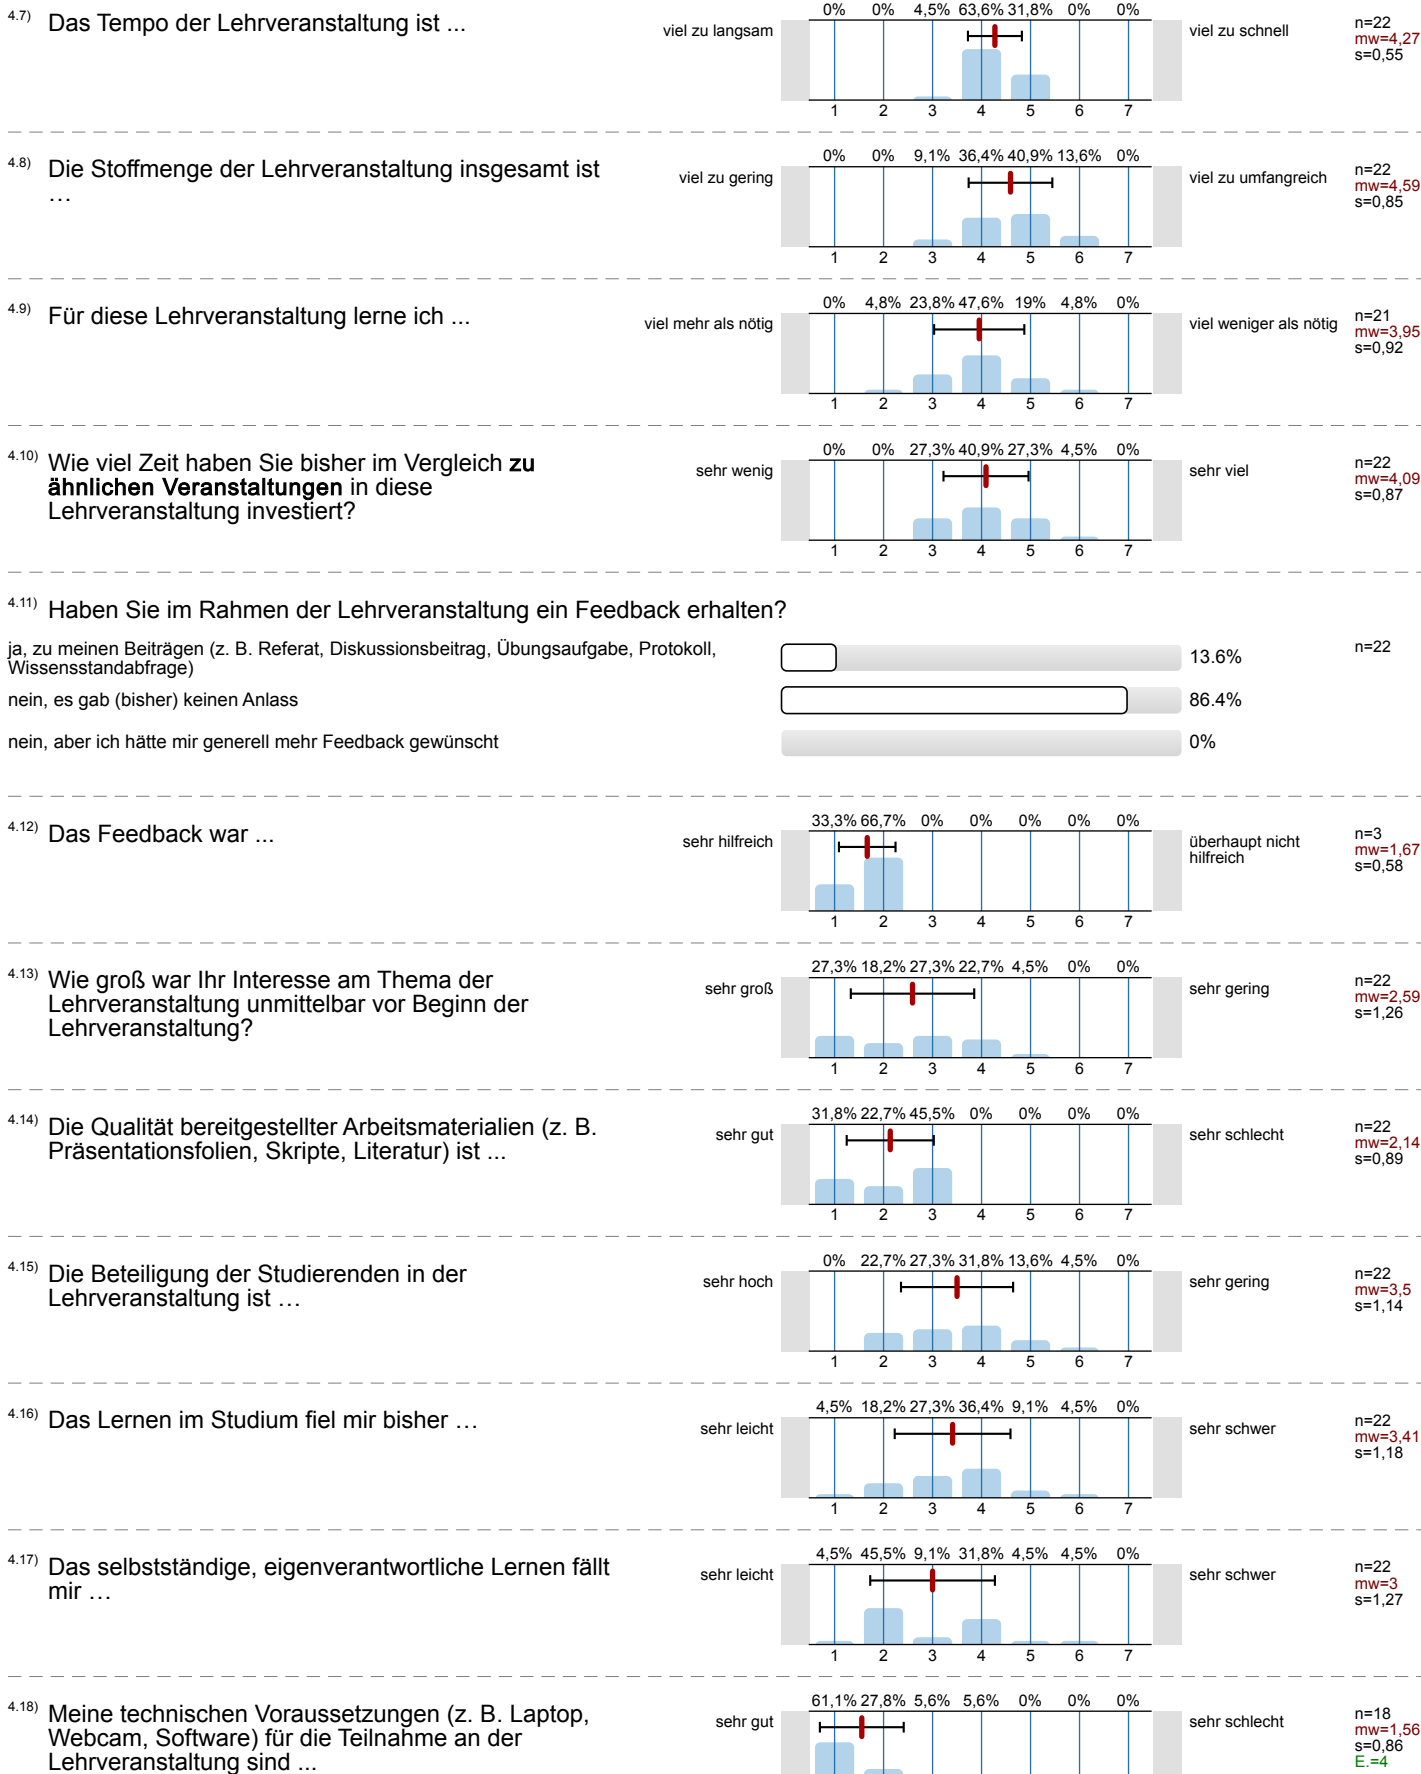 4.7) Das Tempo der Lehrveranstaltung ist ...
viel zu langsam
0% 0% 4,5% 63,6% 31,8% 0% 0%
1 2 3 4 5 6 7
viel zu schnell
n=22
mw=4,27
s=0,55
4.8) Die Stoffmenge der Lehrveranstaltung insgesamt ist
…
viel zu gering
0% 0% 9,1% 36,4% 40,9% 13,6% 0%
1 2 3 4 5 6 7
viel zu umfangreich
n=22
mw=4,59
s=0,85
4.9) Für diese Lehrveranstaltung lerne ich ...
viel mehr als nötig
0% 4,8% 23,8% 47,6% 19% 4,8% 0%
1 2 3 4 5 6 7
viel weniger als nötig
n=21
mw=3,95
s=0,92
4.10) Wie viel Zeit haben Sie bisher im Vergleich zu
ähnlichen Veranstaltungen in diese
Lehrveranstaltung investiert?
sehr wenig
0% 0% 27,3% 40,9% 27,3% 4,5% 0%
1 2 3 4 5 6 7
sehr viel
n=22
mw=4,09
s=0,87
4.11) Haben Sie im Rahmen der Lehrveranstaltung ein Feedback erhalten?
ja, zu meinen Beiträgen (z. B. Referat, Diskussionsbeitrag, Übungsaufgabe, Protokoll,
Wissensstandabfrage)
13.6%
n=22
nein, es gab (bisher) keinen Anlass
86.4%
nein, aber ich hätte mir generell mehr Feedback gewünscht
0%
4.12) Das Feedback war ...
sehr hilfreich
33,3% 66,7% 0% 0% 0% 0% 0%
1 2 3 4 5 6 7
überhaupt nicht
hilfreich
n=3
mw=1,67
s=0,58
4.13) Wie groß war Ihr Interesse am Thema der
Lehrveranstaltung unmittelbar vor Beginn der
Lehrveranstaltung?
sehr groß
27,3% 18,2% 27,3% 22,7% 4,5% 0% 0%
1 2 3 4 5 6 7
sehr gering
n=22
mw=2,59
s=1,26
4.14) Die Qualität bereitgestellter Arbeitsmaterialien (z. B.
Präsentationsfolien, Skripte, Literatur) ist ...
sehr gut
31,8% 22,7% 45,5% 0% 0% 0% 0%
1 2 3 4 5 6 7
sehr schlecht
n=22
mw=2,14
s=0,89
4.15) Die Beteiligung der Studierenden in der
Lehrveranstaltung ist …
sehr hoch
0% 22,7% 27,3% 31,8% 13,6% 4,5% 0%
1 2 3 4 5 6 7
sehr gering
n=22
mw=3,5
s=1,14
4.16) Das Lernen im Studium fiel mir bisher …
sehr leicht
4,5% 18,2% 27,3% 36,4% 9,1% 4,5% 0%
1 2 3 4 5 6 7
sehr schwer
n=22
mw=3,41
s=1,18
4.17) Das selbstständige, eigenverantwortliche Lernen fällt
mir …
sehr leicht
4,5% 45,5% 9,1% 31,8% 4,5% 4,5% 0%
1 2 3 4 5 6 7
sehr schwer
n=22
mw=3
s=1,27
4.18) Meine technischen Voraussetzungen (z. B. Laptop,
Webcam, Software) für die Teilnahme an der
Lehrveranstaltung sind ...
sehr gut
61,1% 27,8% 5,6% 5,6% 0% 0% 0%
sehr schlecht
n=18
mw=1,56
s=0,86
E.=4